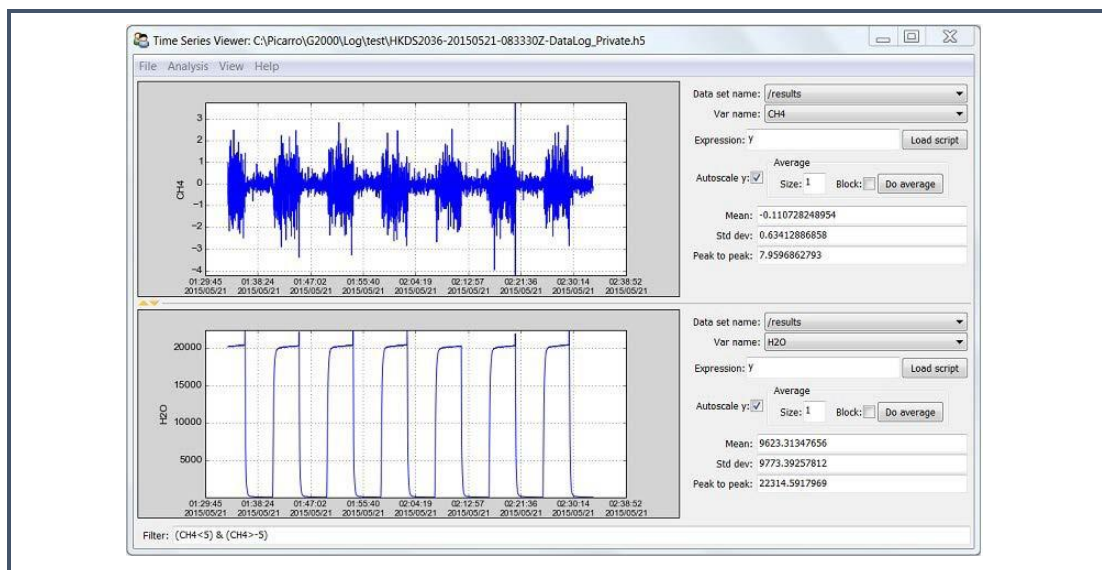 Time Series Viewer: C:\Picarro\G2000\Log\test\HKDS2036-20150521-083330Z-DataLog_Private.h5
File Analysis View Help
CH4
3
2
1
0
−1
−2
−3
−4
01:29:45 01:38:24 01:47:02 01:55:40 02:04:19 02:12:57 02:21:36 02:30:14 02:38:52
2015/05/21 2015/05/21 2015/05/21 2015/05/21 2015/05/21 2015/05/21 2015/05/21 2015/05/21 2015/05/21
Data set name: /results
Var name: CH4
Expression: y Load script
Average
Autoscale y: Size: 1 Block: Do average
Mean: -0.110728248954
Std dev: 0.63412886858
Peak to peak: 7.9596862793
H2O
20000
15000
10000
5000
01:29:45 01:38:24 01:47:02 01:55:40 02:04:19 02:12:57 02:21:36 02:30:14 02:38:52
2015/05/21 2015/05/21 2015/05/21 2015/05/21 2015/05/21 2015/05/21 2015/05/21 2015/05/21 2015/05/21
Data set name: /results
Var name: H2O
Expression: y Load script
Average
Autoscale y: Size: 1 Block: Do average
Mean: 9623.31347656
Std dev: 9773.39257812
Peak to peak: 22314.5917969
Filter: (CH4<5) & (CH4>-5)